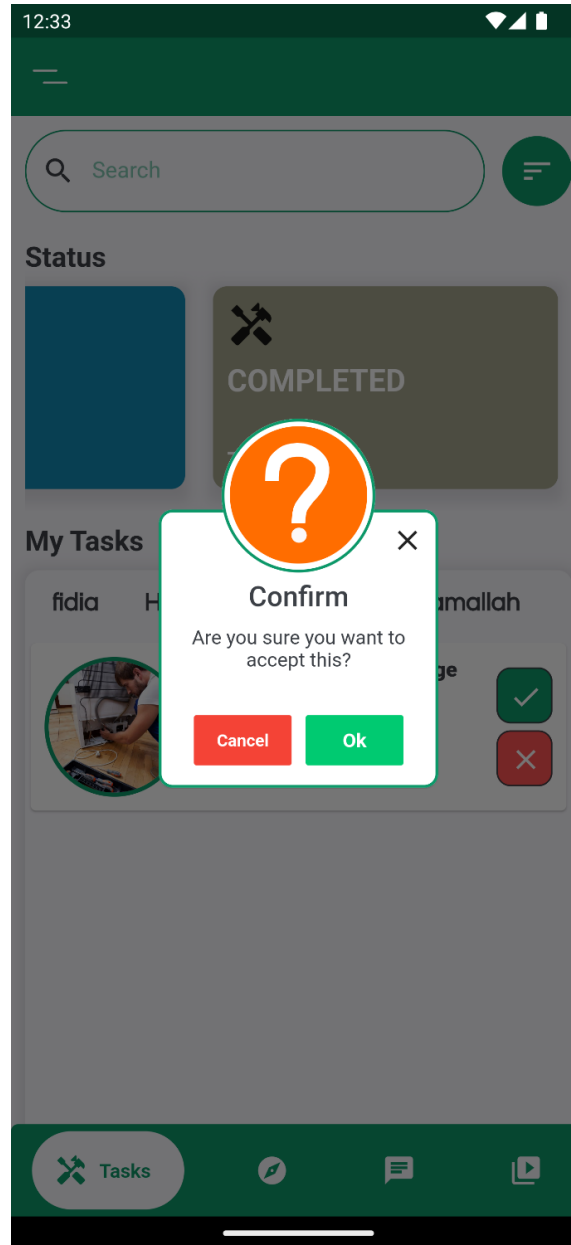 12:33
Search
Status
COMPLETED
My Tasks
fidia
Confirm
Are you sure you want to
accept this?
Cancel Ok
Tasks